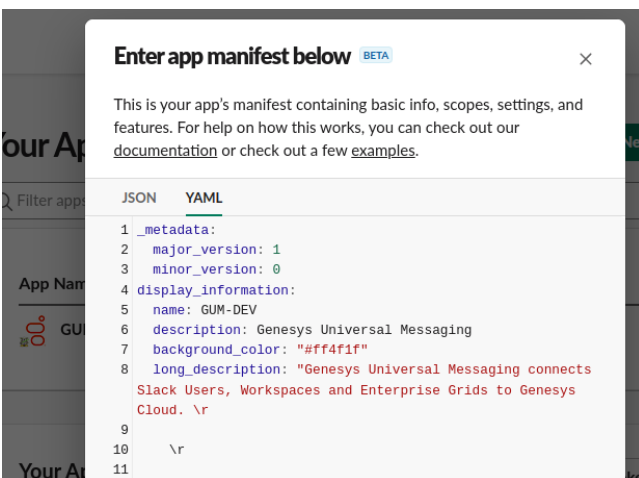 Enter app manifest below BETA
This is your app's manifest containing basic info, scopes, settings, and
features. For help on how this works, you can check out our
documentation or check out a few examples.
JSON YAML
1 _metadata:
2 major_version: 1
3 minor_version: 0
4 display_information:
5 name: GUM-DEV
6 description: Genesys Universal Messaging
7 background_color: "#ff4f1f"
8 long_description: "Genesys Universal Messaging connects
Slack Users, Workspaces and Enterprise Grids to Genesys
Cloud. \r
9
10 \r
11
Filter apps
App Nam
GU
Your Ap